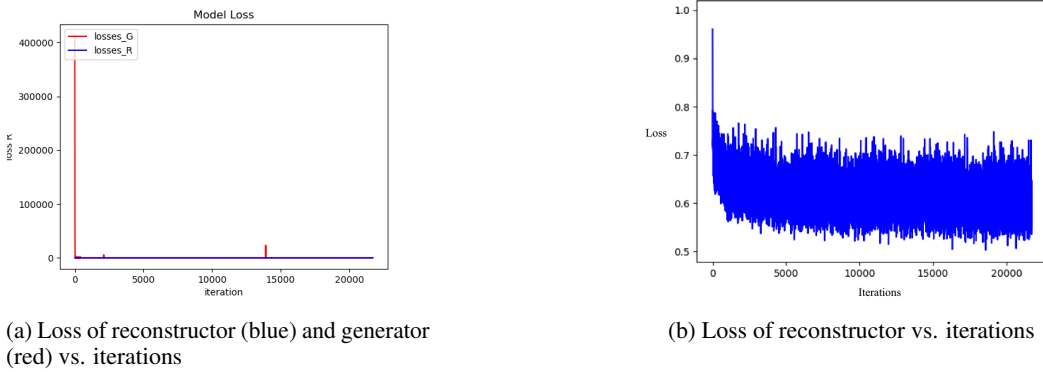 Model Loss
losses_G
losses_R
400000
300000
200000
100000
0
loss R
0
5000
10000
15000
20000
iteration
(a) Loss of reconstructor (blue) and generator
(red) vs. iterations
1.0
0.9
0.8
0.7
0.6
0.5
Loss
0
5000
10000
15000
20000
Iterations
(b) Loss of reconstructor vs. iterations